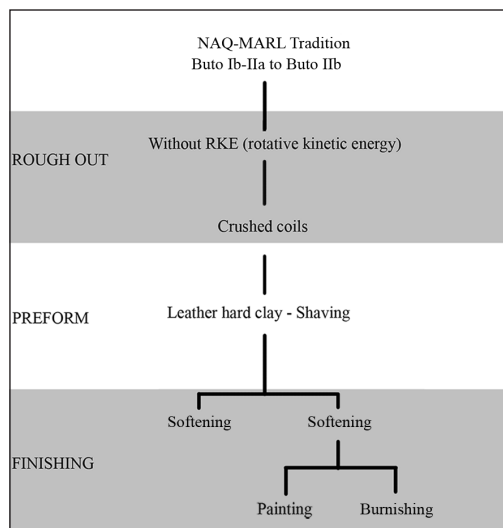 NAQ-MARL Tradition
Buto Ib-IIa to Buto IIb
Without RKE (rotative kinetic energy)
ROUGH OUT
Crushed coils
Leather hard clay - Shaving
PREFORM
Softening Softening
FINISHING
Painting Burnishing